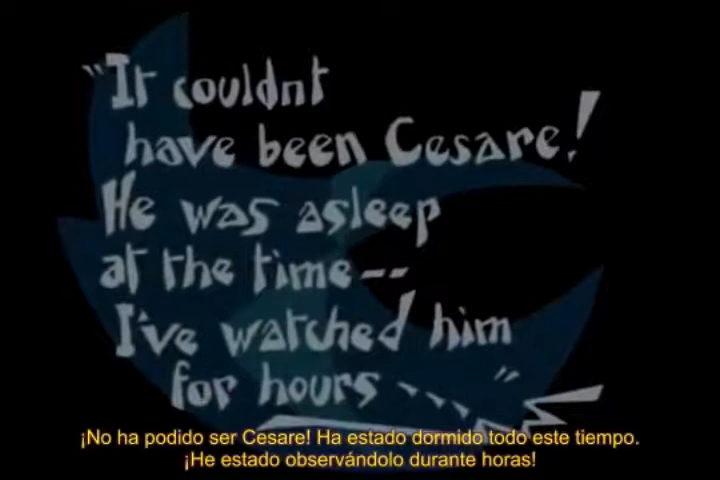 "It couldnt
have been Cesare!
He was asleep
at the time--
I've watched him
for hours ---- "
¡No ha podido ser Cesare! Ha estado dormido todo este tiempo.
¡He estado observándolo durante horas!